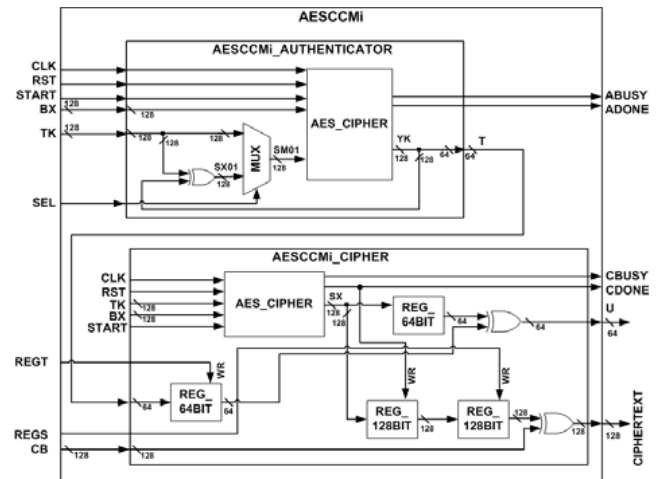 AESCCMi
AESCCMi_AUTHENTICATOR
CLK
RST
START
BX 128 128
ABUSY
ADONE
AES_CIPHER
TK 128 128 128
128
MUX
SM01
128
SX01
128
YK
128
128
64
64
T
SEL
AESCCMi_CIPHER
CLK
RST
TK 128
BX 128
START
AES_CIPHER
CBUSY
CDONE
SX
128
128
REG_
64BIT
64
64
U
64
REGT
WR
WR
WR
64
REG_
64BIT
64
REG_
128BIT
128
REG_
128BIT
128
128
128
CIPHERTEXT
REGS
CB 128 128